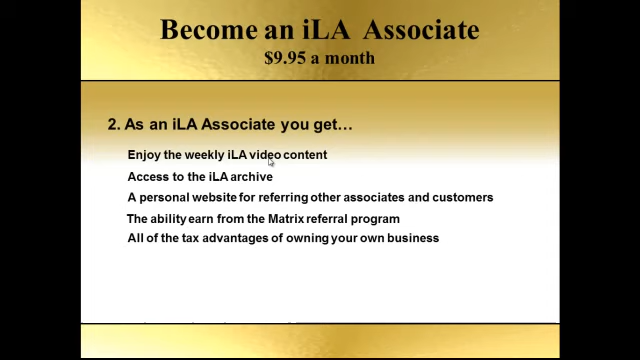 Become an iLA Associate
$9.95 a month
2. As an iLA Associate you get…
Enjoy the weekly iLA video content
Access to the iLA archive
A personal website for referring other associates and customers
The ability earn from the Matrix referral program
All of the tax advantages of owning your own business